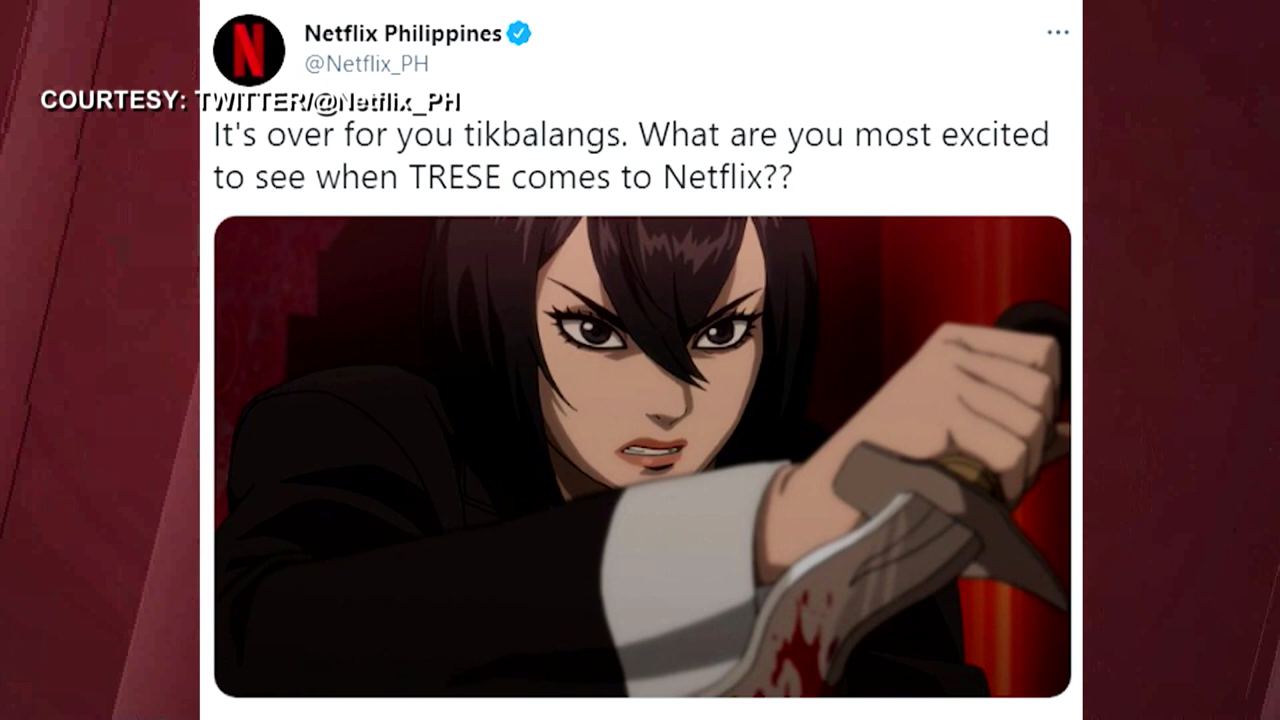 Netflix Philippines
@Netflix_PH
COURTESY: TWITTER/@Netflix_PH
It's over for you tikbalangs. What are you most excited
to see when TRESE comes to Netflix??